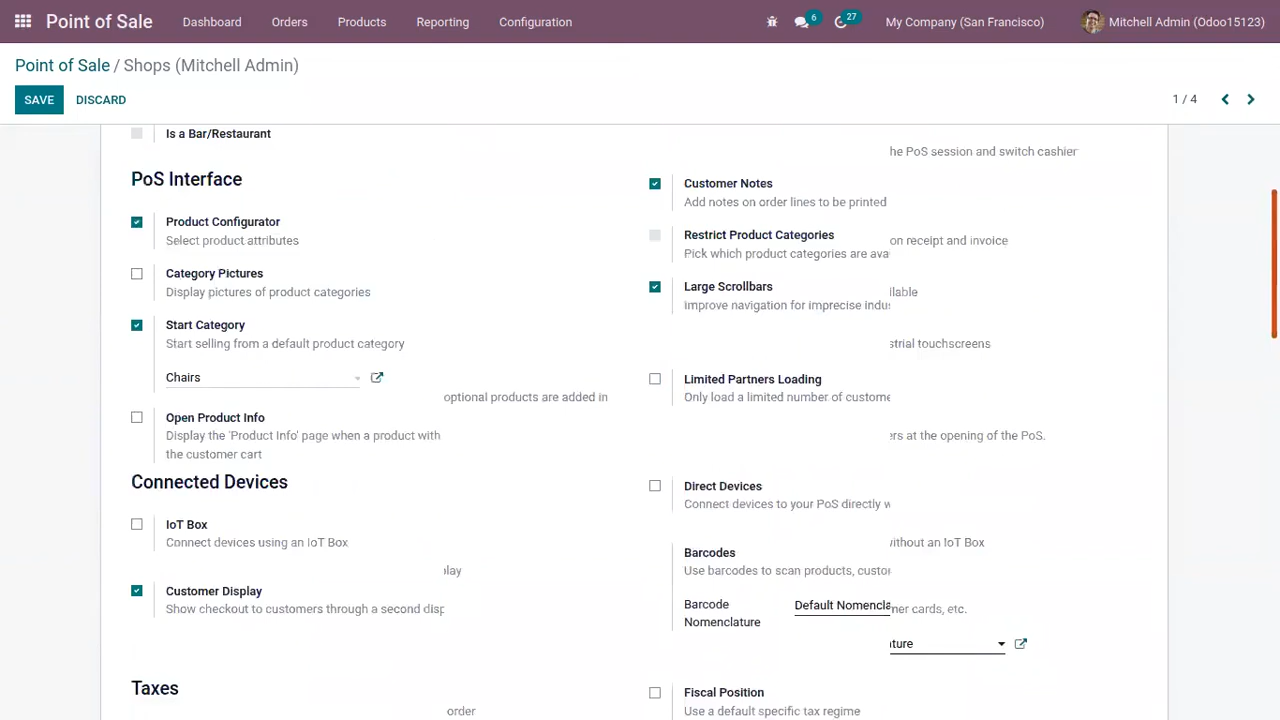 Point of Sale Dashboard Orders Products Reporting Configuration 6 27 My Company (San Francisco) Mitchell Admin (Odoo15123)
Point of Sale / Shops (Mitchell Admin)
SAVE DISCARD 1 / 4
Is a Bar/Restaurant
he PoS session and switch cashier
PoS Interface
Product Configurator
Select product attributes
Category Pictures
Display pictures of product categories
Start Category
Start selling from a default product category
Chairs
optional products are added in
Open Product Info
Display the 'Product Info' page when a product with
the customer cart
Customer Notes
Add notes on order lines to be printed
Restrict Product Categories
on receipt and invoice
Pick which product categories are ava
Large Scrollbars
ilable
Improve navigation for imprecise indus
strial touchscreens
Limited Partners Loading
Only load a limited number of custome
ers at the opening of the PoS.
Connected Devices
IoT Box
Connect devices using an IoT Box
play
Customer Display
Show checkout to customers through a second disp
Direct Devices
Connect devices to your PoS directly w
ithout an IoT Box
Barcodes
Use barcodes to scan products, custo
Barcode
Nomenclature
Default Nomencla
ner cards, etc.
ature
Taxes
order
Fiscal Position
Use a default specific tax regime